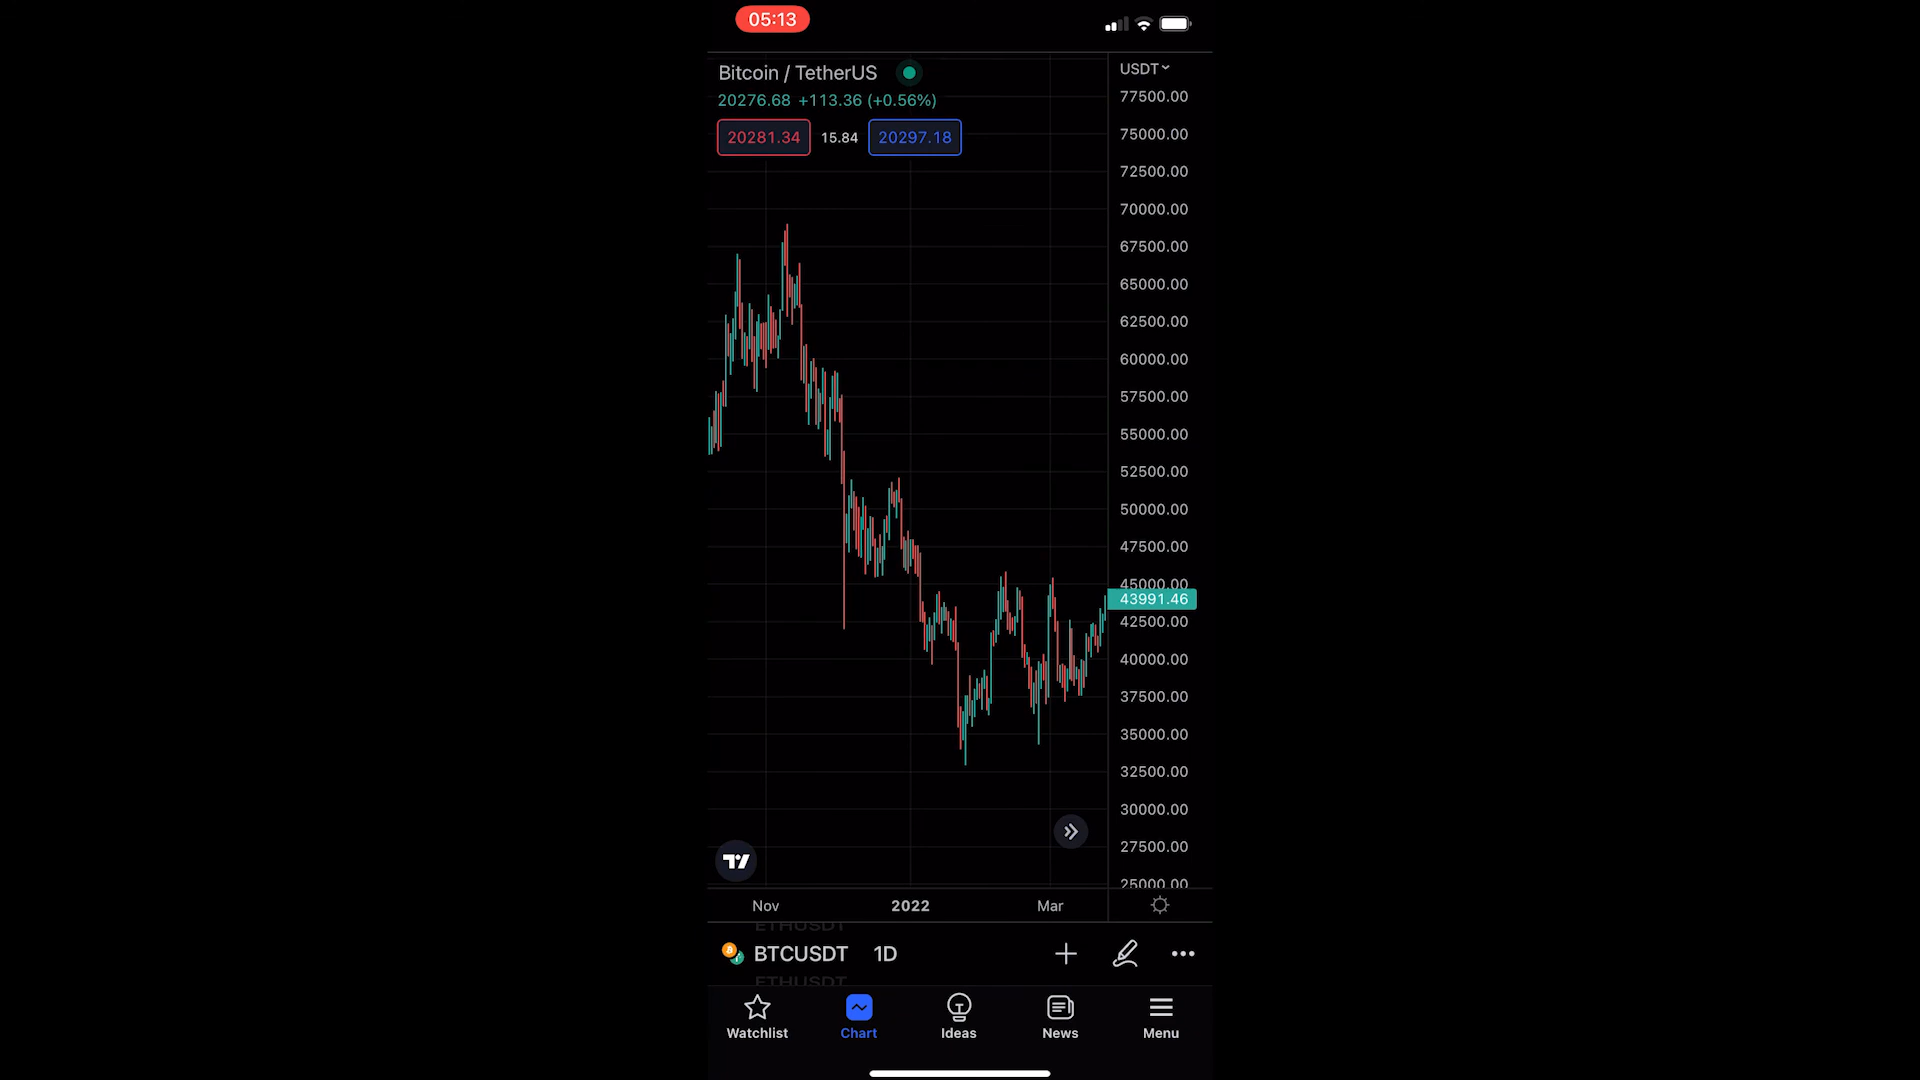 05:13
Bitcoin / TetherUS
20276.68 +113.36 (+0.56%)
20281.34 15.84 20297.18
USDT
77500.00
75000.00
72500.00
70000.00
67500.00
65000.00
62500.00
60000.00
57500.00
55000.00
52500.00
50000.00
47500.00
45000.00
43991.46
42500.00
40000.00
37500.00
35000.00
32500.00
30000.00
27500.00
25000.00
Nov 2022 Mar
ETHUSDT
BTCUSDT 1D
ETHUSDT
Watchlist Chart Ideas News Menu